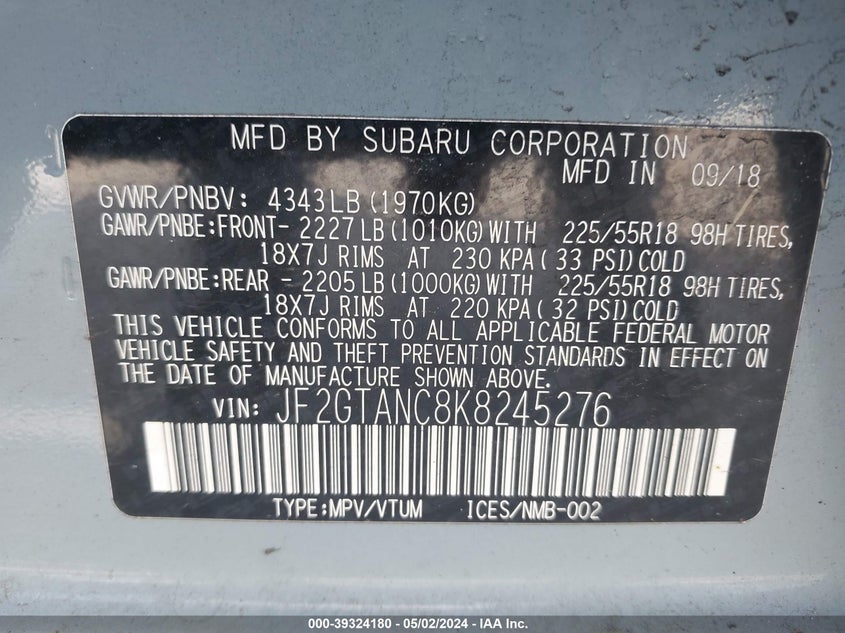 MFD BY SUBARU CORPORATION
MFD IN 09/18
GVWR/PNBV: 4343LB (1970KG)
GAWR/PNBE:FRONT- 2227LB (1010KG) WITH 225/55R18 98H TIRES,
18X7J RIMS AT 230 KPA ( 33 PSI) COLD
GAWR/PNBE:REAR - 2205LB (1000KG) WITH 225/55R18 98H TIRES,
18X7J RIMS AT 220 KPA ( 32 PSI) COLD
THIS VEHICLE CONFORMS TO ALL APPLICABLE FEDERAL MOTOR
VEHICLE SAFETY AND THEFT PREVENTION STANDARDS IN EFFECT ON
THE DATE OF MANUFACTURE SHOWN ABOVE.
VIN: JF2GTANC8K8245276
TYPE:MPV/VTUM ICES/NMB-002
000-39324180 - 05/02/2024 - IAA Inc.